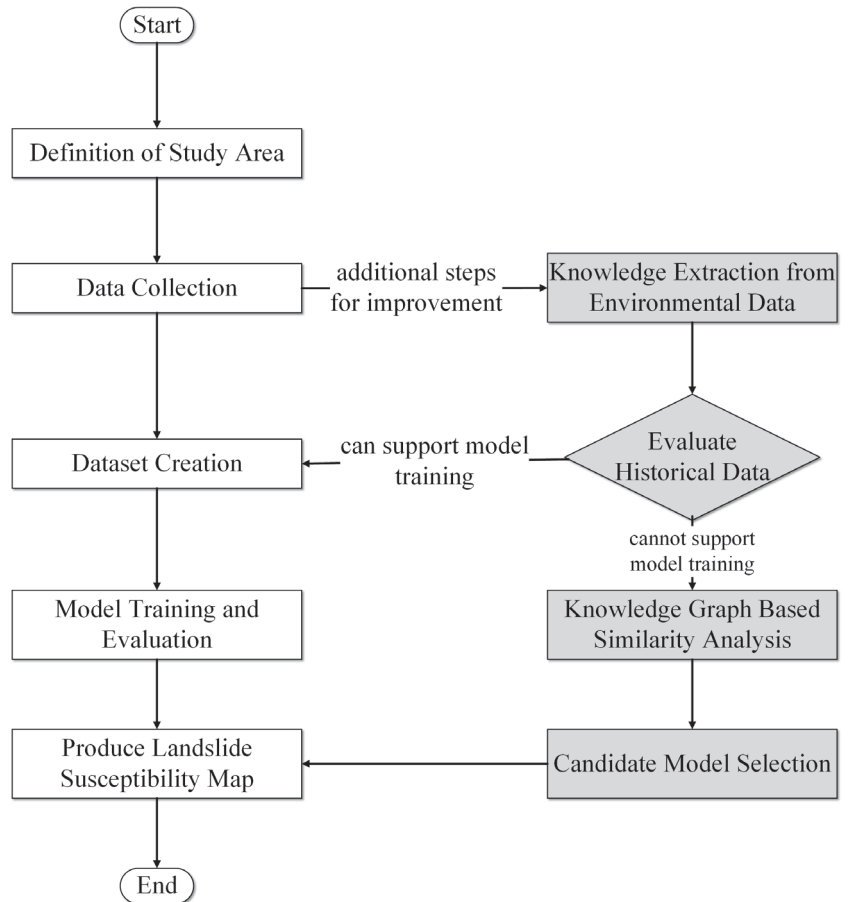 Start
Definition of Study Area
Data Collection
additional steps
for improvement
Knowledge Extraction from
Environmental Data
Dataset Creation
can support model
training
Evaluate
Historical Data
cannot support
model training
Model Training and
Evaluation
Knowledge Graph Based
Similarity Analysis
Produce Landslide
Susceptibility Map
Candidate Model Selection
End